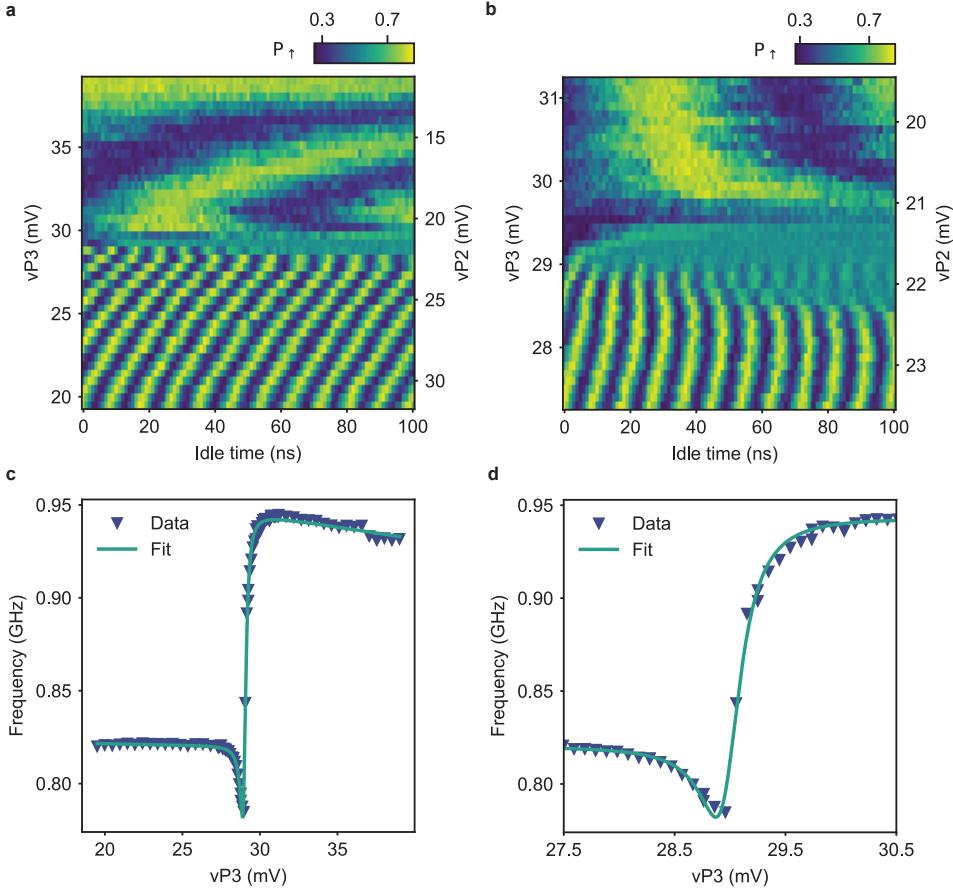 a
0.3 0.7
P↑
35
30
25
20
vP3 (mV)
15
20
25
30
vP2 (mV)
0 20 40 60 80 100
Idle time (ns)
b
0.3 0.7
P↑
31
30
29
28
vP3 (mV)
20
21
22
23
vP2 (mV)
0 20 40 60 80 100
Idle time (ns)
c
0.95
0.90
0.85
0.80
Frequency (GHz)
Data
Fit
20 25 30 35
vP3 (mV)
d
0.95
0.90
0.85
0.80
Frequency (GHz)
Data
Fit
27.5 28.5 29.5 30.5
vP3 (mV)